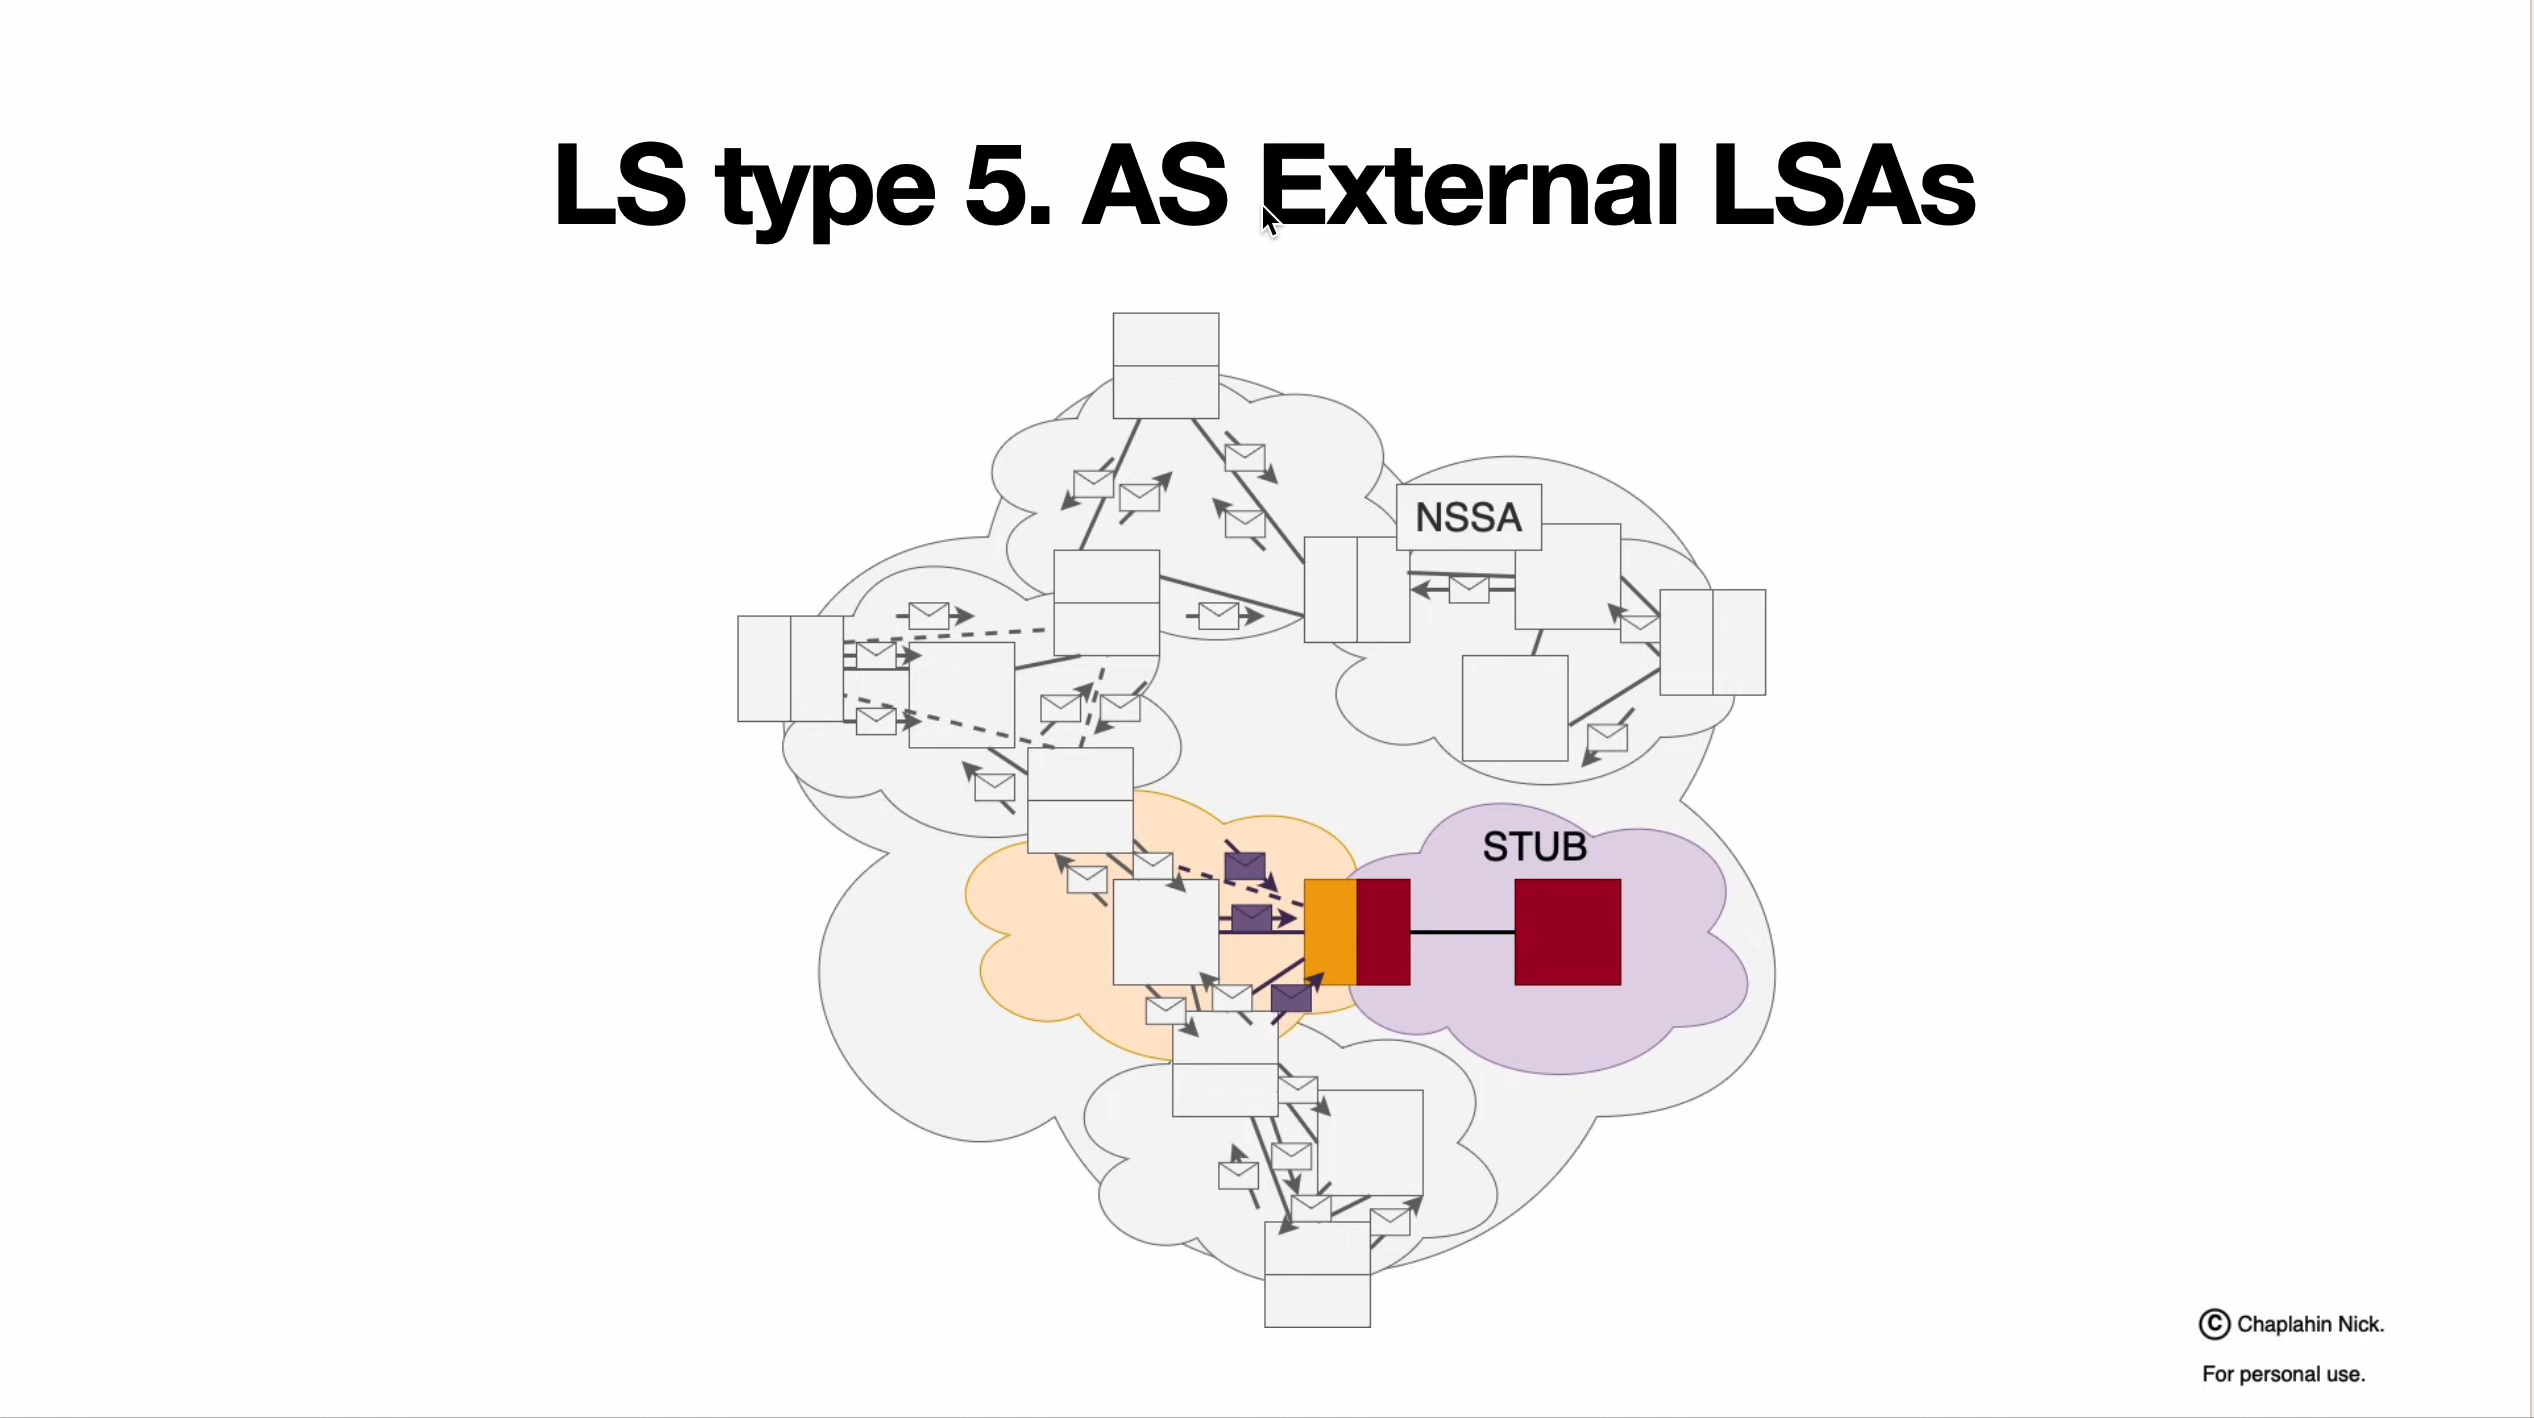 LS type 5. AS External LSAs
NSSA
STUB
© Chaplahin Nick.
For personal use.